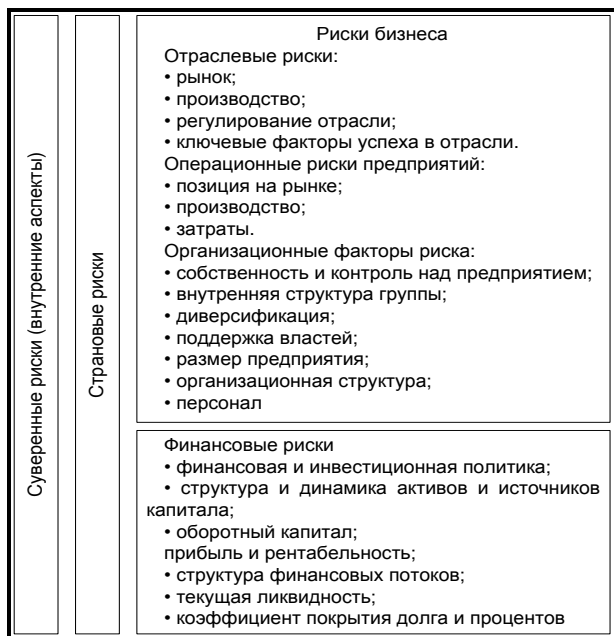 Суверенные риски (внутренние аспекты)
Страновые риски
Риски бизнеса
Отраслевые риски:
• рынок;
• производство;
• регулирование отрасли;
• ключевые факторы успеха в отрасли.
Операционные риски предприятий:
• позиция на рынке;
• производство;
• затраты.
Организационные факторы риска:
• собственность и контроль над предприятием;
• внутренняя структура группы;
• диверсификация;
• поддержка властей;
• размер предприятия;
• организационная структура;
• персонал
Финансовые риски
• финансовая и инвестиционная политика;
• структура и динамика активов и источников
капитала;
• оборотный капитал;
прибыль и рентабельность;
• структура финансовых потоков;
• текущая ликвидность;
• коэффициент покрытия долга и процентов